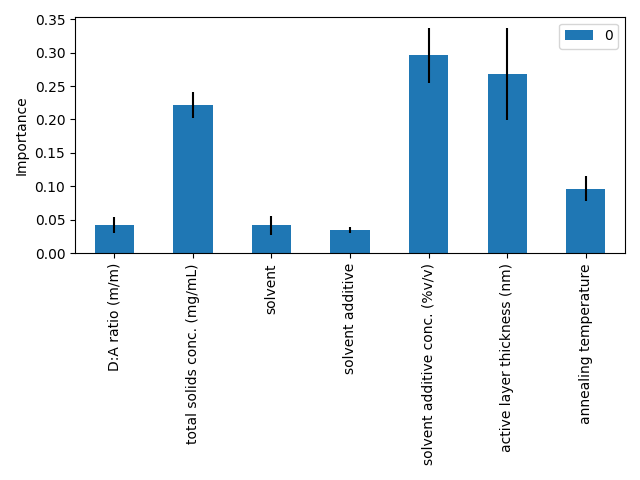 0.35
0.30
0.25
0.20
0.15
0.10
0.05
0.00
Importance
0
D:A ratio (m/m)
total solids conc. (mg/mL)
solvent
solvent additive
solvent additive conc. (%v/v)
active layer thickness (nm)
annealing temperature